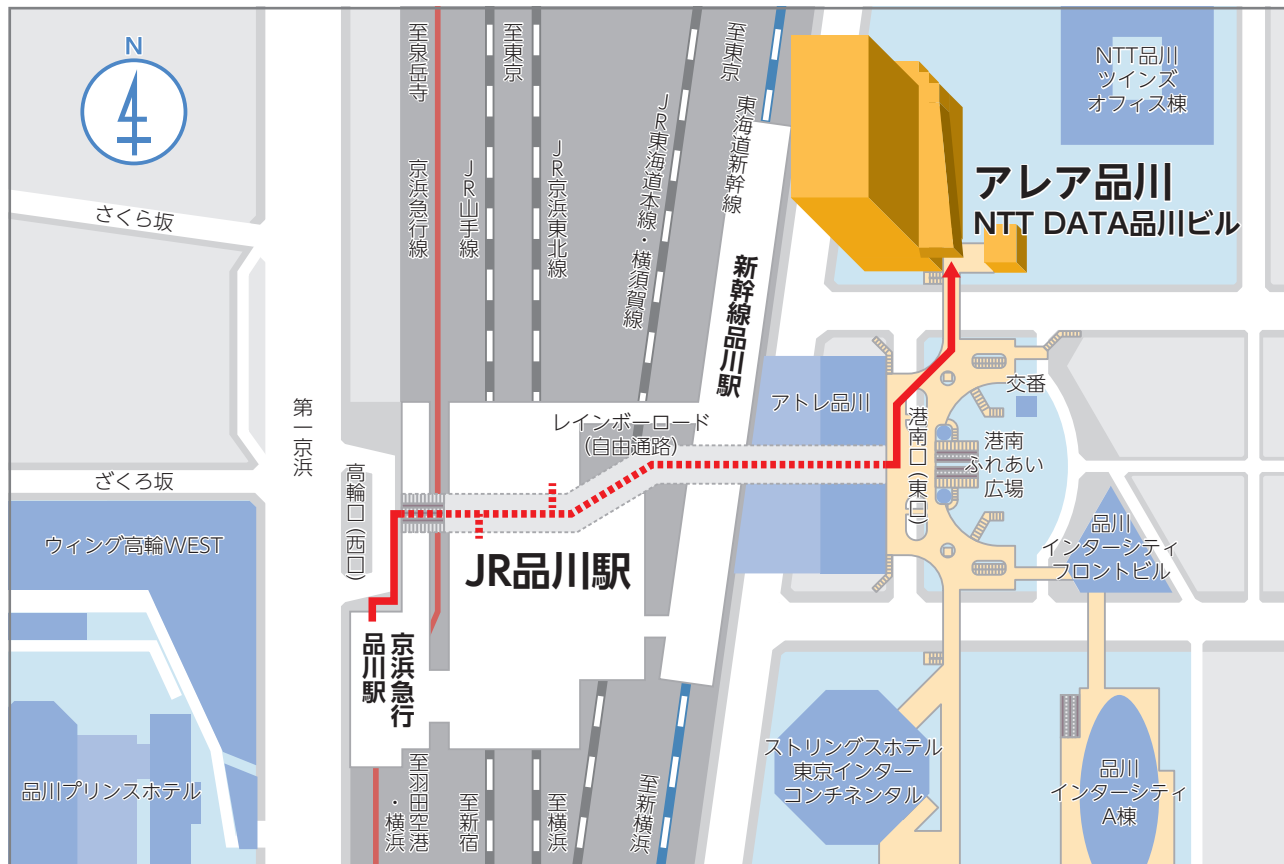 N
至泉岳寺
至東京
至東京
NTT品川
ツインズ
オフィス棟
京浜急行線
JR山手線
JR京浜東北線
JR東海道本線・横須賀線
東海道新幹線
アレア品川
NTT DATA品川ビル
さくら坂
新幹線品川駅
第一京浜
アトレ品川
交番
レインボーロード
(自由通路)
港南口(東口)
港南
ふれあい
広場
ざくろ坂
高輪口(西口)
ウィング高輪WEST
JR品川駅
品川
インターシティ
フロントビル
京浜急行
品川駅
品川プリンスホテル
至羽田空港
・横浜
至新宿
至横浜
至新横浜
ストリングスホテル
東京インター
コンチネンタル
品川
インターシティ
A棟